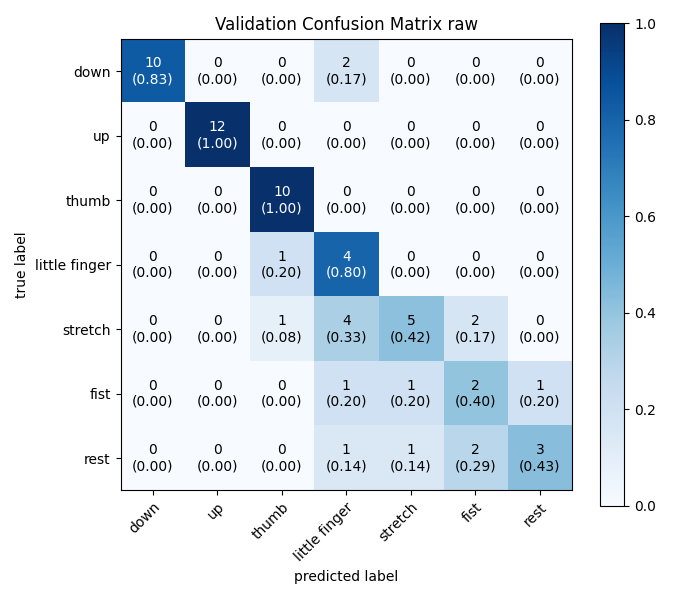 Validation Confusion Matrix raw
down
10 0 0 2 0 0 0
(0.83) (0.00) (0.00) (0.17) (0.00) (0.00) (0.00)
up
0 12 0 0 0 0 0
(0.00) (1.00) (0.00) (0.00) (0.00) (0.00) (0.00)
thumb
0 0 10 0 0 0 0
(0.00) (0.00) (1.00) (0.00) (0.00) (0.00) (0.00)
little finger
0 0 1 4 0 0 0
(0.00) (0.00) (0.20) (0.80) (0.00) (0.00) (0.00)
stretch
0 0 1 4 5 2 0
(0.00) (0.00) (0.08) (0.33) (0.42) (0.17) (0.00)
fist
0 0 0 1 1 2 1
(0.00) (0.00) (0.00) (0.20) (0.20) (0.40) (0.20)
rest
0 0 0 1 1 2 3
(0.00) (0.00) (0.00) (0.14) (0.14) (0.29) (0.43)
true label
down up thumb little finger stretch fist rest
predicted label
1.0
0.8
0.6
0.4
0.2
0.0